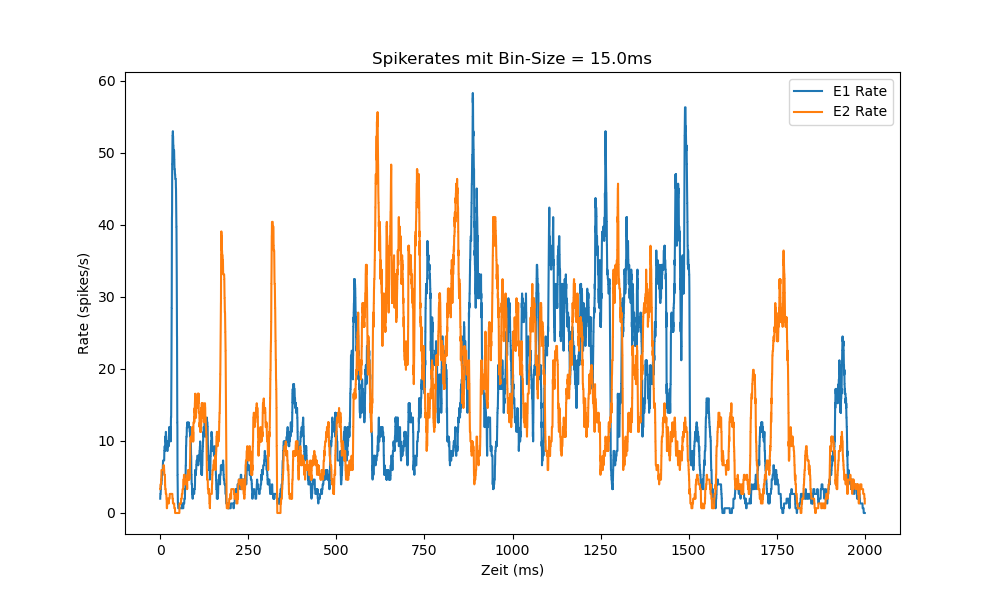 Spikerates mit Bin-Size = 15.0ms
E1 Rate
E2 Rate
60
50
40
30
20
10
0
Rate (spikes/s)
0 250 500 750 1000 1250 1500 1750 2000
Zeit (ms)